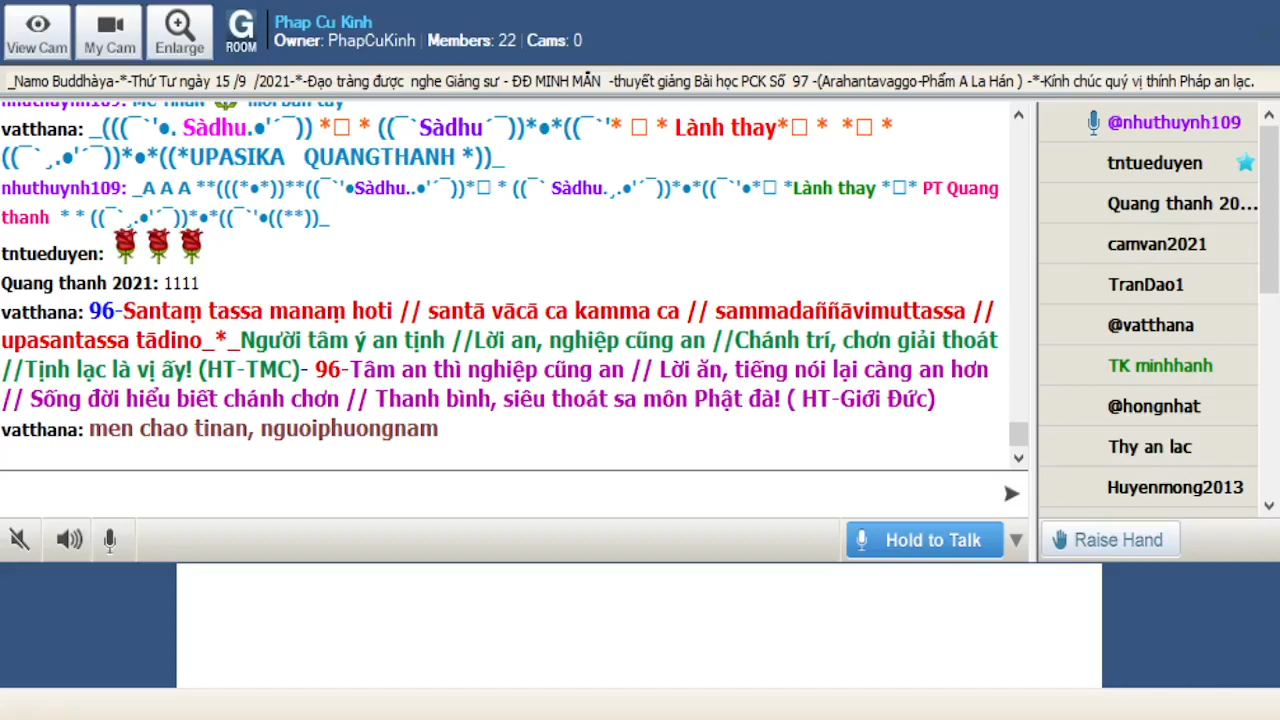 View Cam
My Cam
Enlarge
G
ROOM
Phap Cu Kinh
Owner: PhapCuKinh | Members: 22 | Cams: 0
_Namo Buddhàya-*-Thứ Tư ngày 15 /9 /2021-*-Đạo tràng được nghe Giảng sư - ĐĐ MINH MẪN -thuyết giảng Bài học PCK Số 97 -(Arahantavaggo-Phẩm A La Hán ) -*-Kính chúc quý vị thính Pháp an lạc.
vatthana: _(((¯`'●. Sàdhu.●'´¯)) *□ * ((¯`Sàdhu´¯))*●*((¯`'* □ * Lành thay*□ * *□ *
((¯`¸.●'´¯))*●*((*UPASIKA QUANGTHANH *))_
nhuthuynh109: _A A A **(((*●*))**((¯`'●Sàdhu..●'´¯))*□ * ((¯` Sàdhu.¸.●'´¯))*●*((¯`'●*□ *Lành thay *□* PT Quang
thanh * * ((¯`¸.●'´¯))*●*((¯`'●((**))_
tntueduyen:
Quang thanh 2021: 1111
vatthana: 96-Santaṃ tassa manaṃ hoti // santā vācā ca kamma ca // sammadaññāvimuttassa //
upasantassa tādino_*_Người tâm ý an tịnh //Lời an, nghiệp cũng an //Chánh trí, chơn giải thoát
//Tịnh lạc là vị ấy! (HT-TMC)- 96-Tâm an thì nghiệp cũng an // Lời ăn, tiếng nói lại càng an hơn
// Sống đời hiểu biết chánh chơn // Thanh bình, siêu thoát sa môn Phật đà! ( HT-Giới Đức)
vatthana: men chao tinan, nguoiphuongnam
@nhuthuynh109
tntueduyen
Quang thanh 20...
camvan2021
TranDao1
@vatthana
TK minhhanh
@hongnhat
Thy an lac
Huyenmong2013
Hold to Talk
Raise Hand